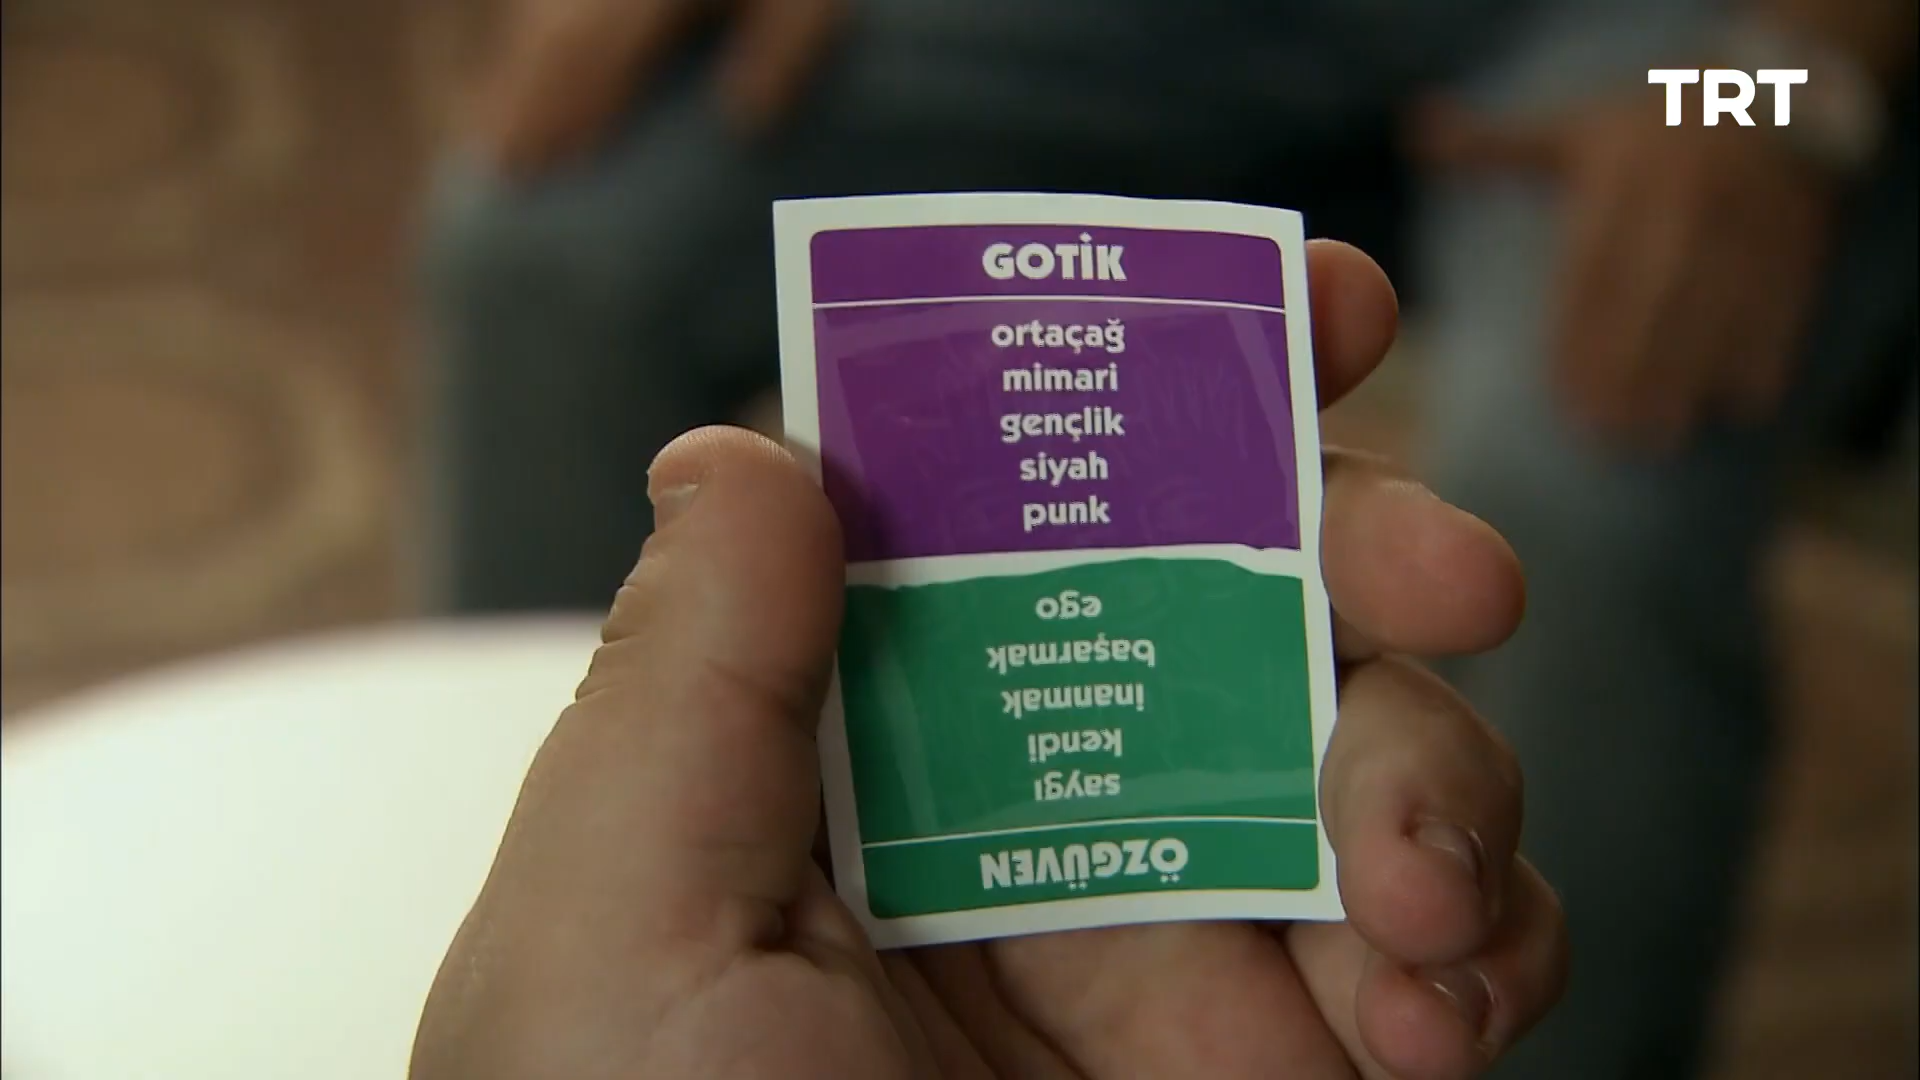 TRT
GOTİK
ortaçağ
mimari
gençlik
siyah
punk
ego
başarmak
inanmak
kendi
saygı
ÖZGÜVEN